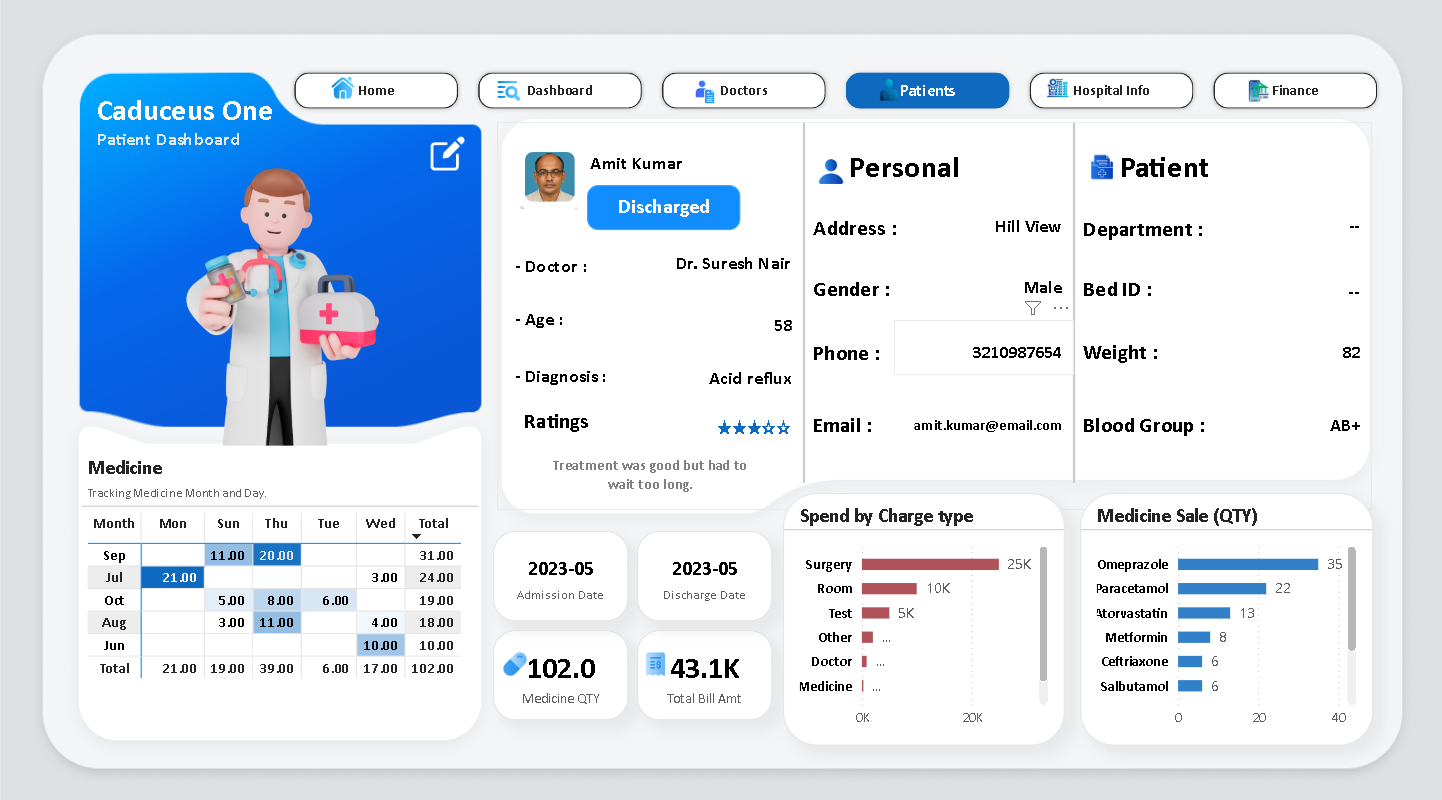 Caduceus One
Patient Dashboard
Home
Dashboard
Doctors
Patients
Hospital Info
Finance
Amit Kumar
Discharged
- Doctor : Dr. Suresh Nair
- Age : 58
- Diagnosis : Acid reflux
Ratings ★★★☆☆
Treatment was good but had to
wait too long.
Personal
Address : Hill View
Gender : Male
Phone : 3210987654
Email : amit.kumar@email.com
Patient
Department : --
Bed ID : --
Weight : 82
Blood Group : AB+
Medicine
Tracking Medicine Month and Day.
Month Mon Sun Thu Tue Wed Total
Sep 11.00 20.00 31.00
Jul 21.00 3.00 24.00
Oct 5.00 8.00 6.00 19.00
Aug 3.00 11.00 4.00 18.00
Jun 10.00 10.00
Total 21.00 19.00 39.00 6.00 17.00 102.00
2023-05
Admission Date
2023-05
Discharge Date
102.0
Medicine QTY
43.1K
Total Bill Amt
Spend by Charge type
Surgery 25K
Room 10K
Test 5K
Other ...
Doctor ...
Medicine ...
0K 20K
Medicine Sale (QTY)
Omeprazole 35
Paracetamol 22
Atorvastatin 13
Metformin 8
Ceftriaxone 6
Salbutamol 6
0 20 40